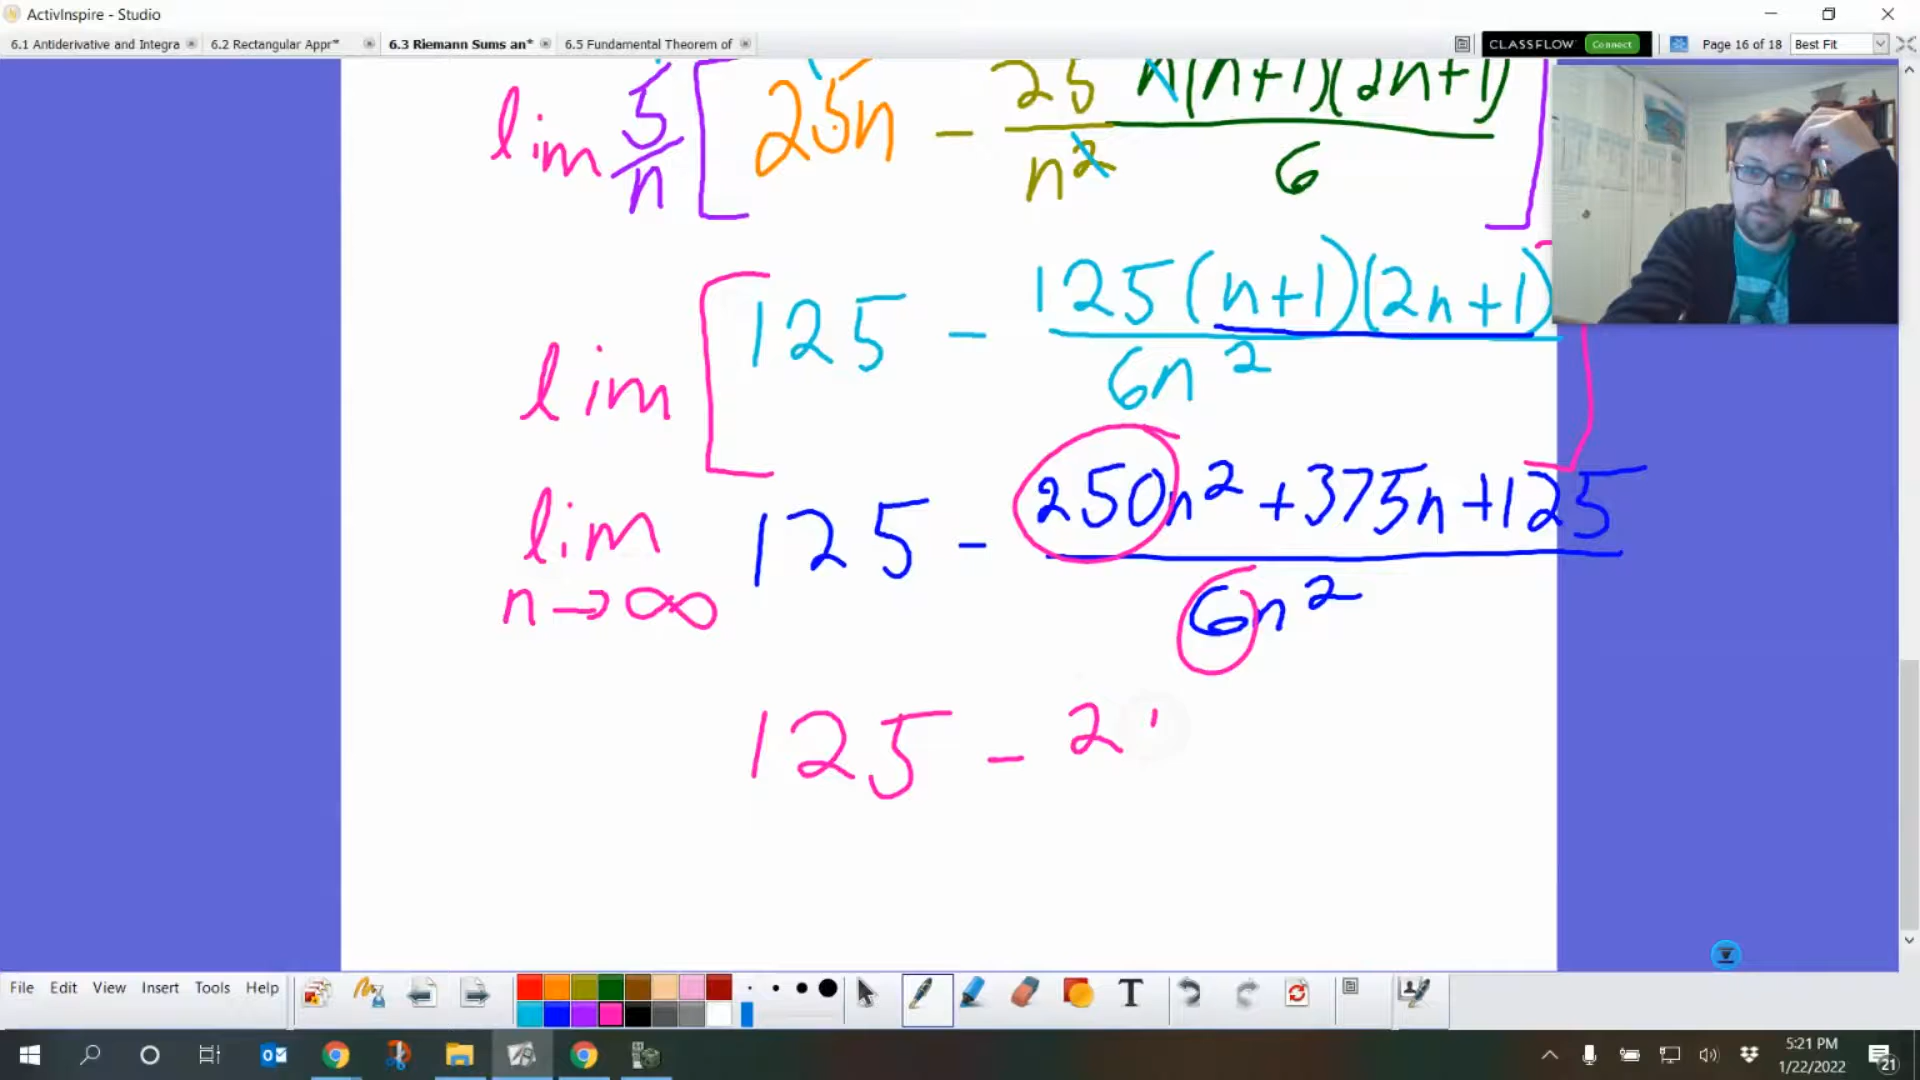 ActivInspire - Studio
6.1 Antiderivative and Integra 6.2 Rectangular Appr* 6.3 Riemann Sums an* 6.5 Fundamental Theorem of CLASSFLOW Connect Page 16 of 18 Best Fit
lim 5/n [25n - 25/n² n(n+1)(2n+1)/6]
lim [125 - 125(n+1)(2n+1)/6n²]
lim n→∞ 125 - 250n²+375n+125/6n²
125 - 2
File Edit View Insert Tools Help T
5:21 PM
1/22/2022
21